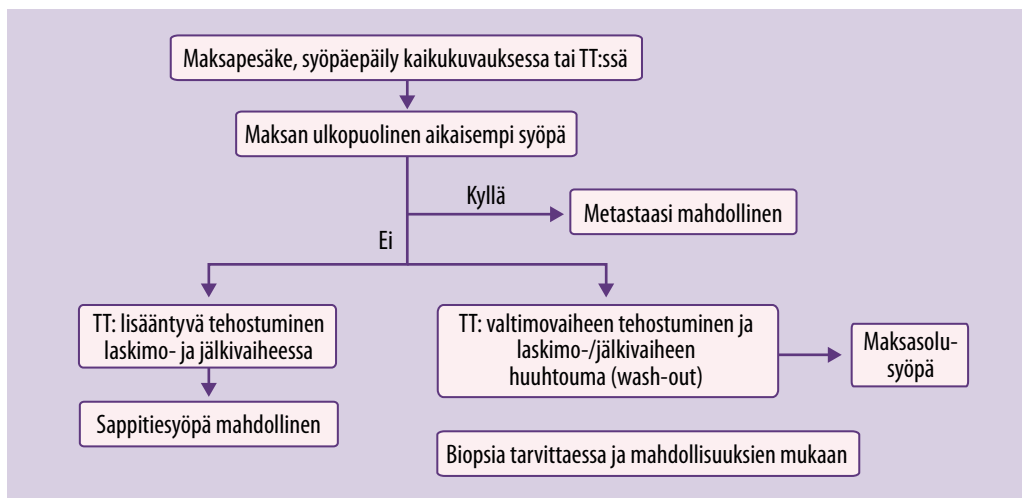 Maksapesäke, syöpäepäily kaikukuvauksessa tai TT:ssä
Maksan ulkopuolinen aikaisempi syöpä
Kyllä
Metastaasi mahdollinen
Ei
TT: lisääntyvä tehostuminen
laskimo- ja jälkivaiheessa
Sappitiesyöpä mahdollinen
TT: valtimovaiheen tehostuminen ja
laskimo-/jälkivaiheen
huuhtouma (wash-out)
Maksasolu-
syöpä
Biopsia tarvittaessa ja mahdollisuuksien mukaan